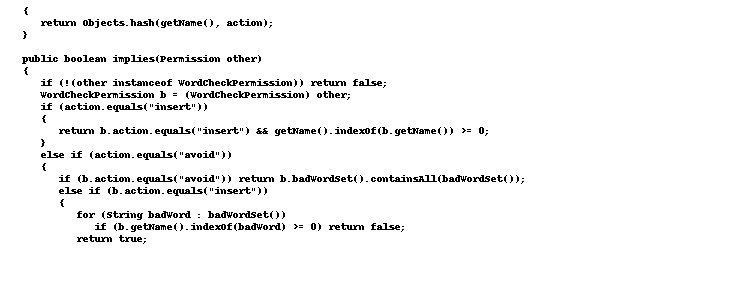 {
return Objects.hash(getName(), action);
}
public boolean implies(Permission other)
{
if (!(other instanceof WordCheckPermission)) return false;
WordCheckPermission b = (WordCheckPermission) other;
if (action.equals("insert"))
{
return b.action.equals("insert") && getName().indexOf(b.getName()) >= 0;
}
else if (action.equals("avoid"))
{
if (b.action.equals("avoid")) return b.badWordSet().containsAll(badWordSet());
else if (b.action.equals("insert"))
{
for (String badWord : badWordSet())
if (b.getName().indexOf(badWord) >= 0) return false;
return true;